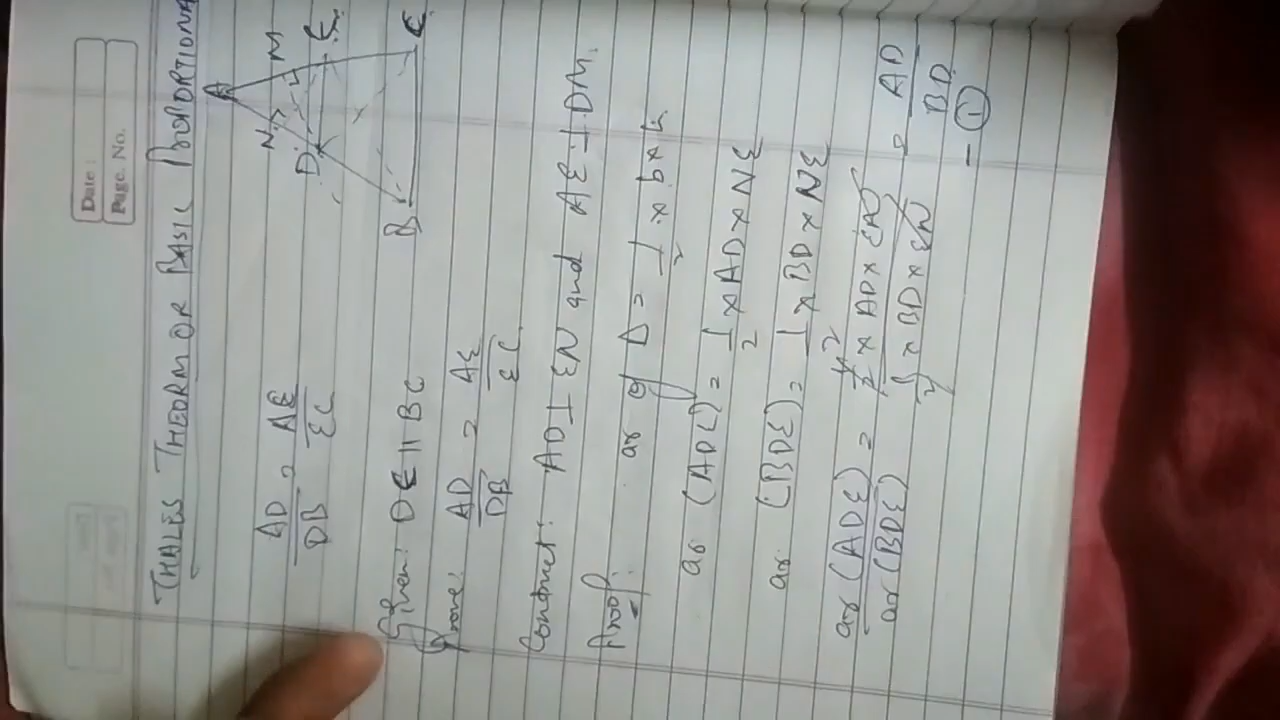 Date :
Page. No.
THALES THEORM OR BASIC PROPORTIONA
AD/DB = AE/EC
A
N M
D E
B C
Given: DE || BC
Prove: AD/DB = AE/EC
Construct: AD ⊥ EN and AE ⊥ DM.
Proof: ar of Δ = 1/2 × b × h
ar (ADE) = 1/2 × AD × NE
ar (BDE) = 1/2 × BD × NE
ar (ADE)/ar (BDE) = 1/2 × AD × EN / 1/2 × BD × EN = AD/BD
— ①